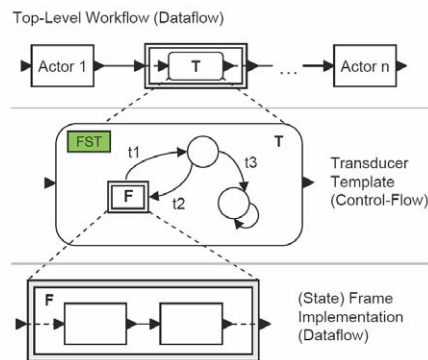 Top-Level Workflow (Dataflow)
Actor 1
T
...
Actor n
FST
T
t1
t3
F
t2
Transducer
Template
(Control-Flow)
F
(State) Frame
Implementation
(Dataflow)